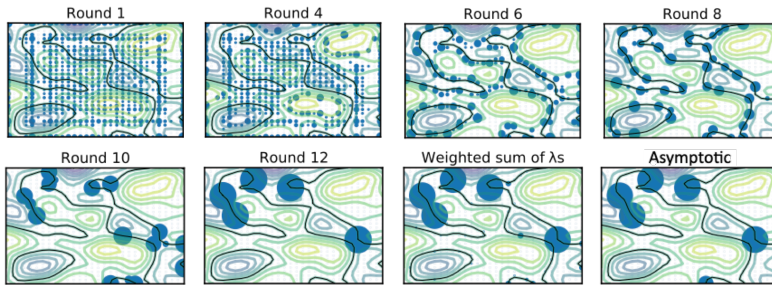 Round 1
Round 4
Round 6
Round 8
Round 10
Round 12
Weighted sum of λs
Asymptotic